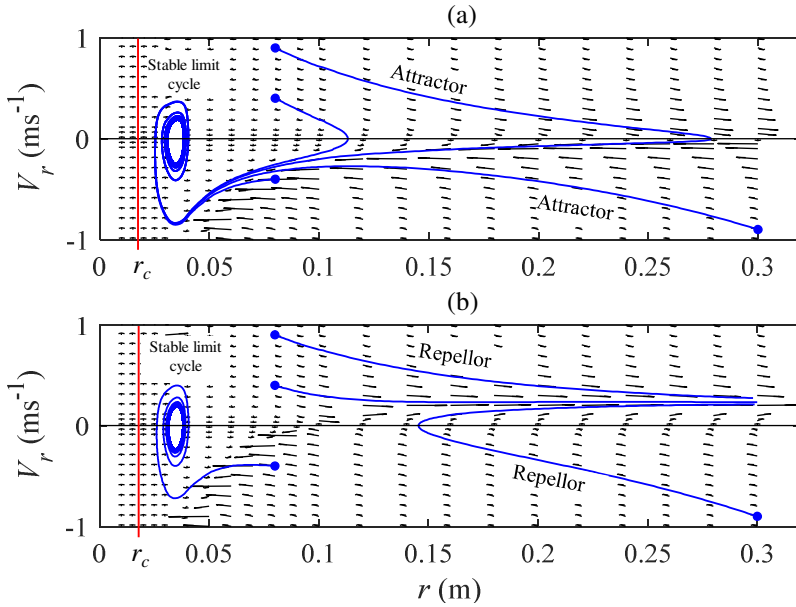 (a)
1
0
-1
V_r (ms^-1)
Stable limit
cycle
Attractor
Attractor
0
r_c
0.05
0.1
0.15
0.2
0.25
0.3
(b)
1
0
-1
V_r (ms^-1)
Stable limit
cycle
Repellor
Repellor
0
r_c
0.05
0.1
0.15
0.2
0.25
0.3
r (m)